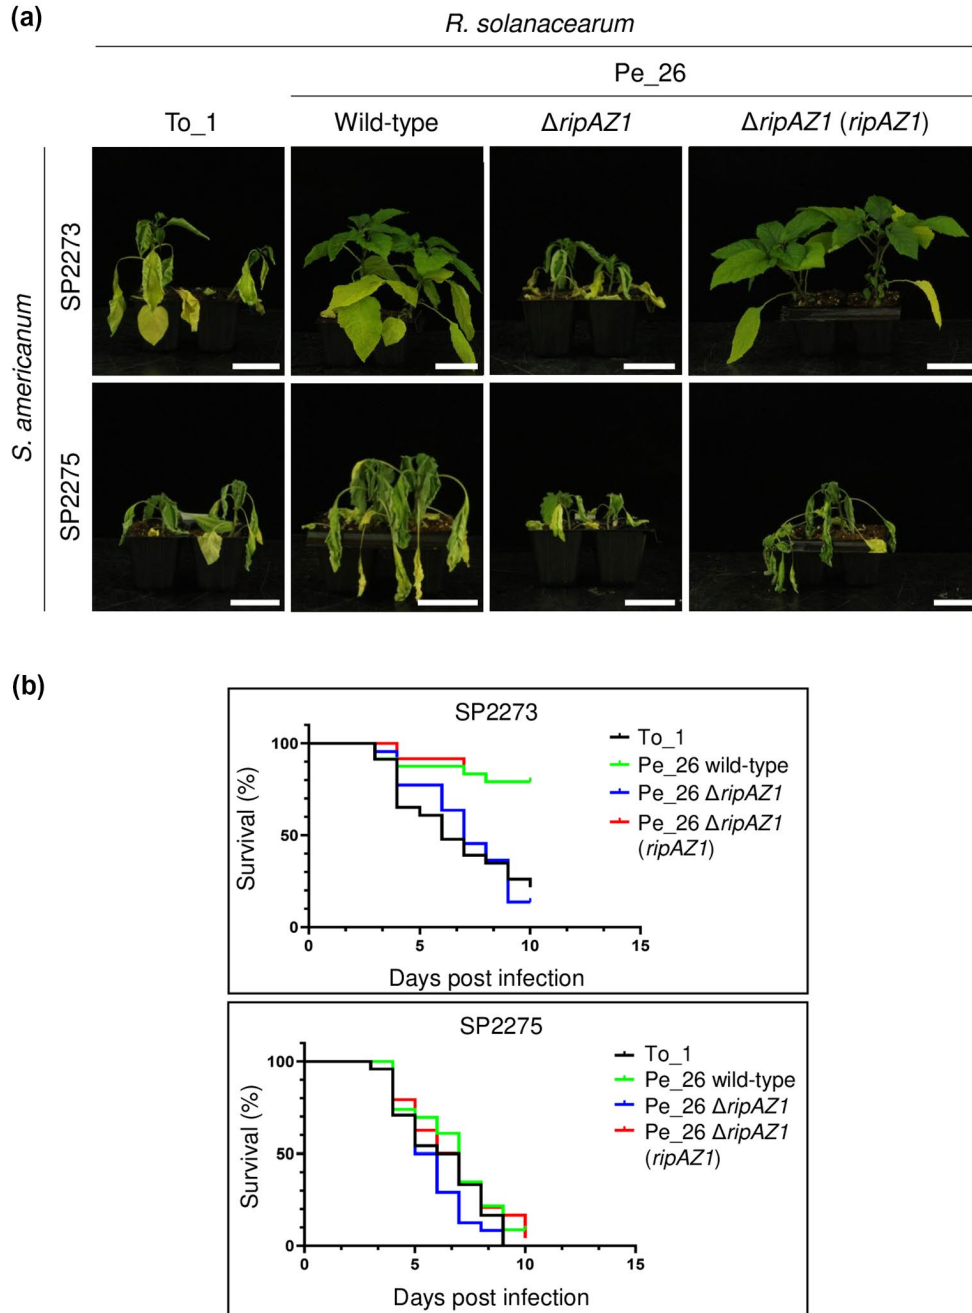 (a)
R. solanacearum
Pe_26
To_1 Wild-type ΔripAZ1 ΔripAZ1 (ripAZ1)
S. americanum
SP2273
SP2275
(b)
SP2273
To_1
Pe_26 wild-type
Pe_26 ΔripAZ1
Pe_26 ΔripAZ1
(ripAZ1)
Survival (%)
100
50
0
0 5 10 15
Days post infection
SP2275
To_1
Pe_26 wild-type
Pe_26 ΔripAZ1
Pe_26 ΔripAZ1
(ripAZ1)
Survival (%)
100
50
0
0 5 10 15
Days post infection